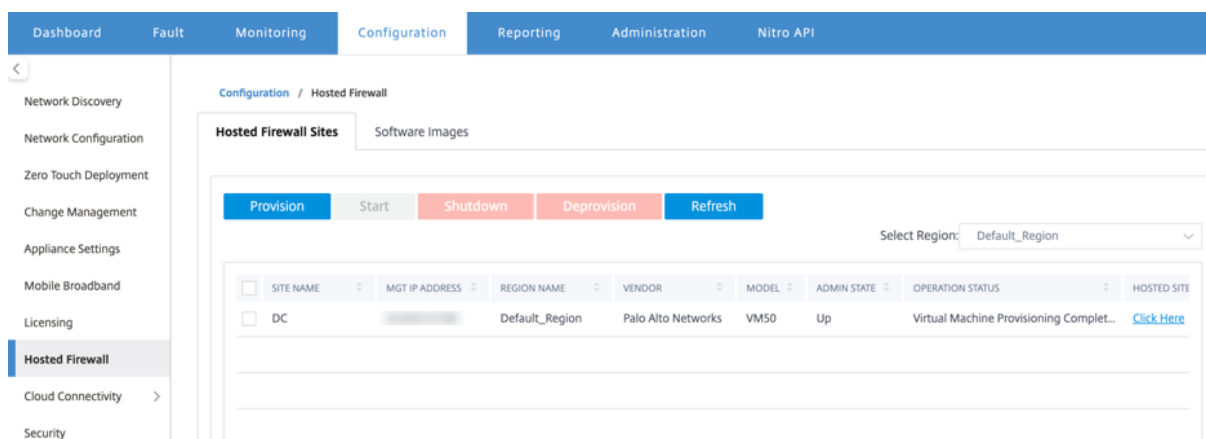 Dashboard Fault Monitoring Configuration Reporting Administration Nitro API
Network Discovery
Network Configuration
Zero Touch Deployment
Change Management
Appliance Settings
Mobile Broadband
Licensing
Hosted Firewall
Cloud Connectivity
Security
Configuration / Hosted Firewall
Hosted Firewall Sites Software Images
Provision Start Shutdown Deprovision Refresh
Select Region: Default_Region
SITE NAME MGT IP ADDRESS REGION NAME VENDOR MODEL ADMIN STATE OPERATION STATUS HOSTED SITE
DC Default_Region Palo Alto Networks VM50 Up Virtual Machine Provisioning Complet... Click Here